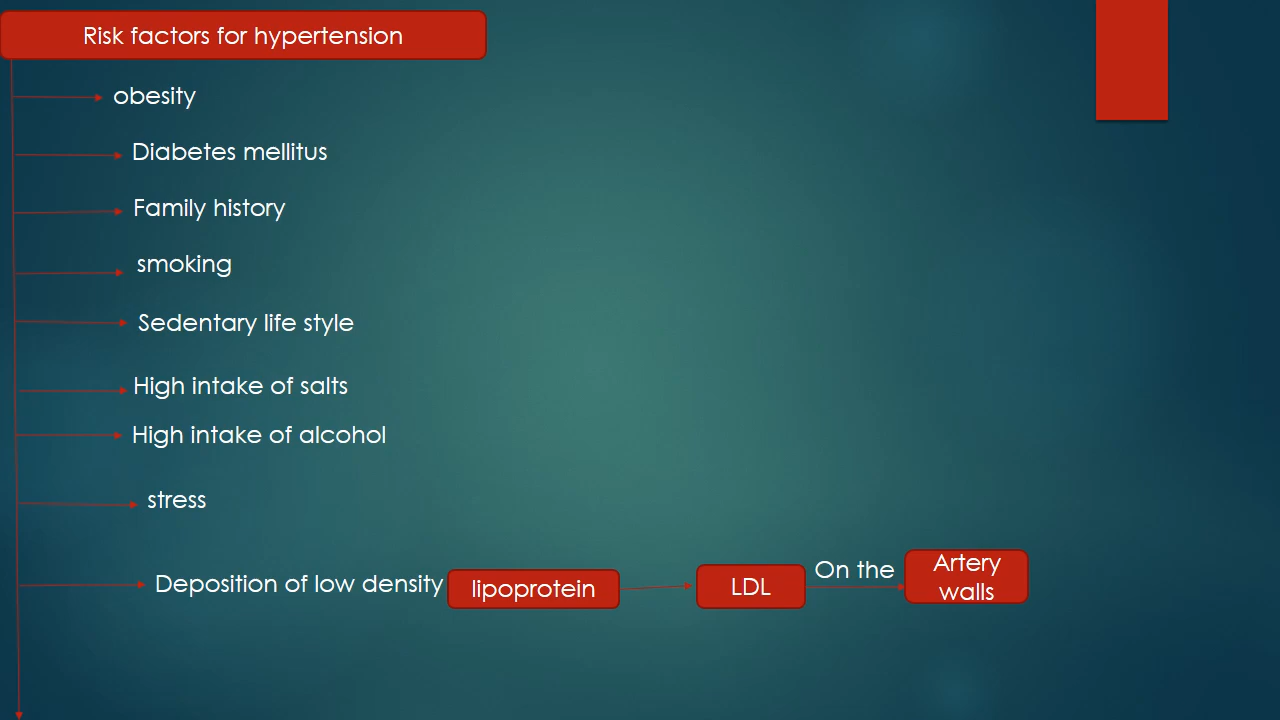 Risk factors for hypertension
obesity
Diabetes mellitus
Family history
smoking
Sedentary life style
High intake of salts
High intake of alcohol
stress
Deposition of low density lipoprotein LDL On the Artery
walls